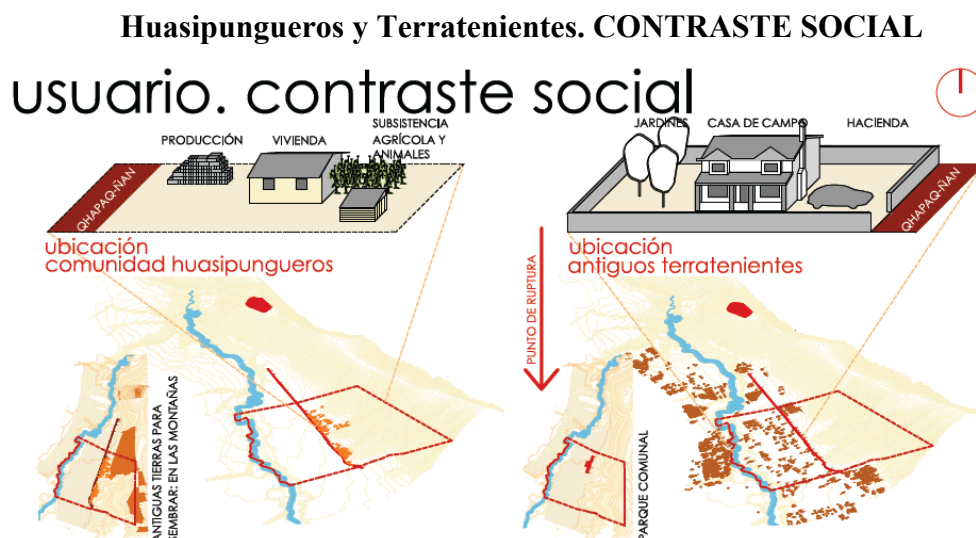 Huasipungueros y Terratenientes. CONTRASTE SOCIAL
usuario. contraste social
PRODUCCIÓN
VIVIENDA
SUBSISTENCIA
AGRÍCOLA Y
ANIMALES
QHAPAQ-ÑAN
ubicación
comunidad huasipungueros
ANTIGUAS TIERRAS PARA
SEMBRAR: EN LAS MONTAÑAS
JARDINES
CASA DE CAMPO
HACIENDA
QHAPAQ-ÑAN
ubicación
antiguos terratenientes
PUNTO DE RUPTURA
PARQUE COMUNAL